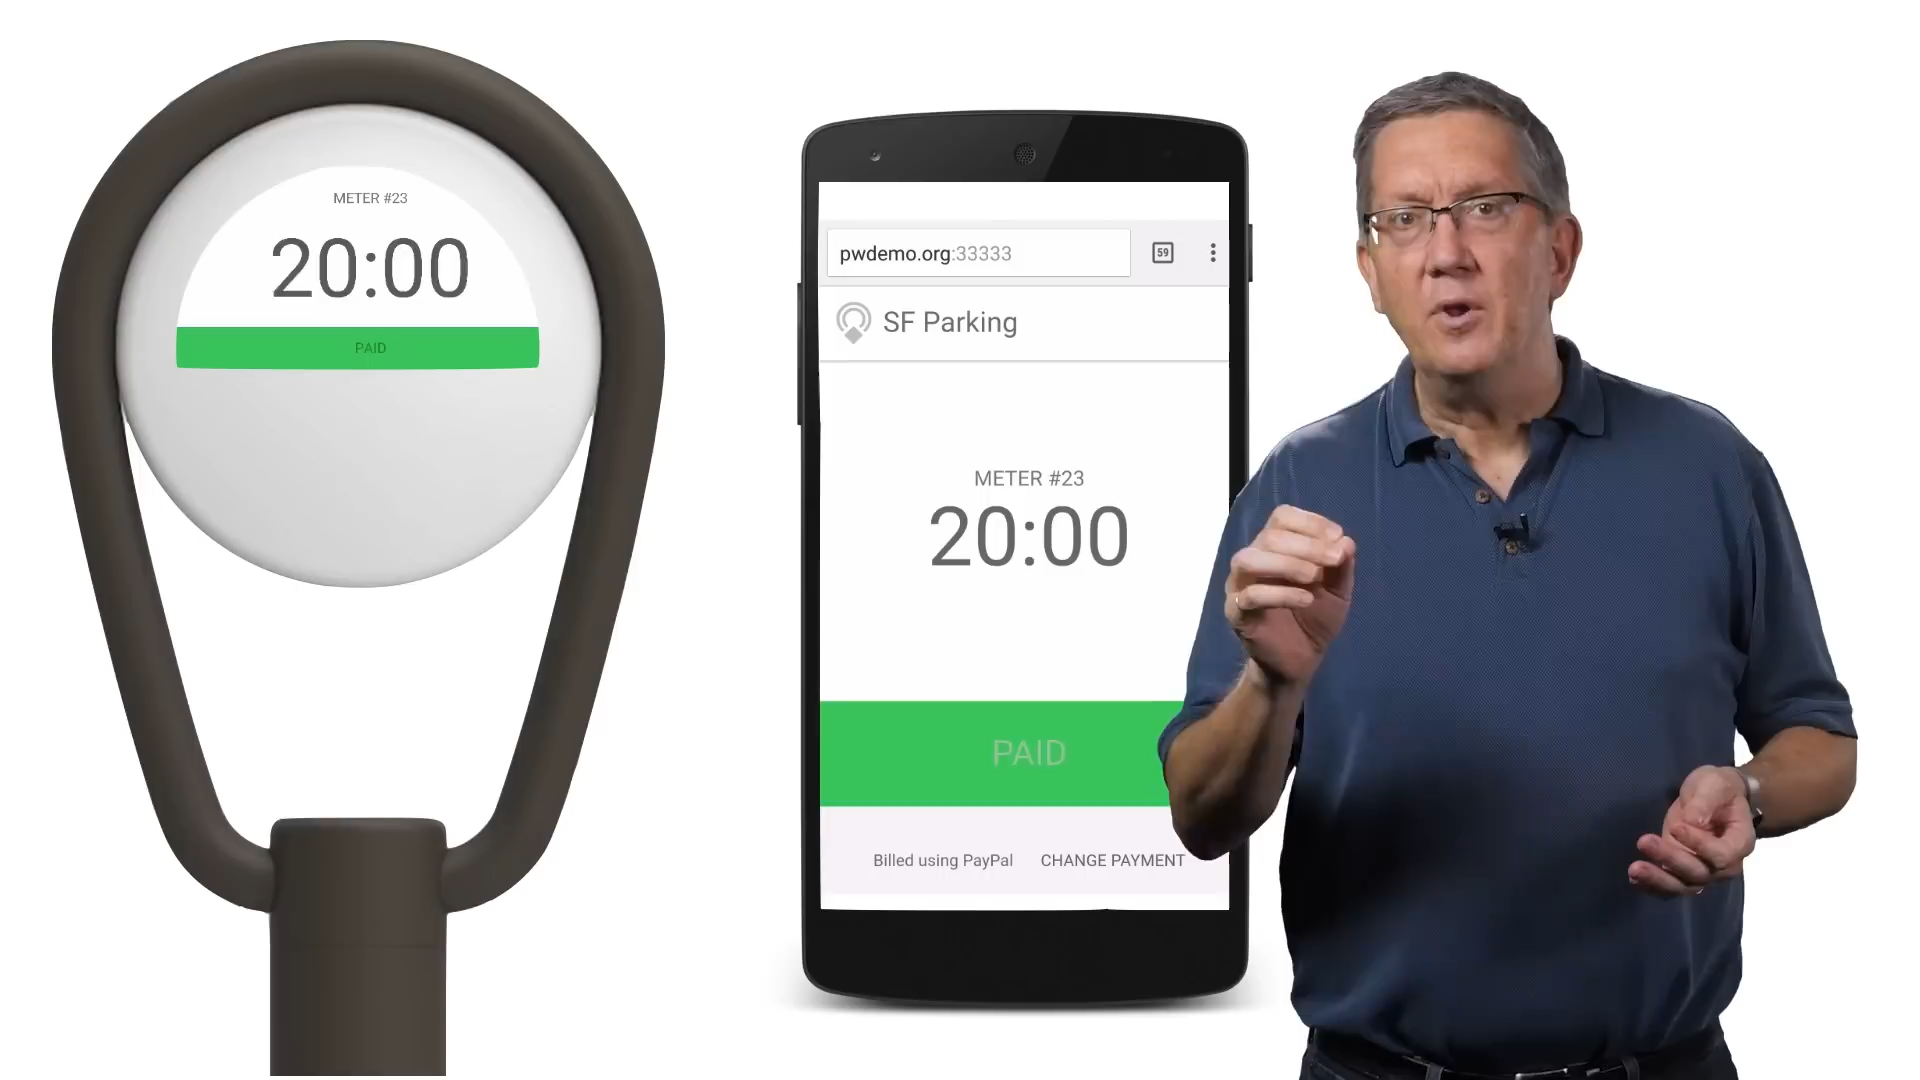 METER #23
20:00
PAID
pwdemo.org:33333
59
SF Parking
METER #23
20:00
PAID
Billed using PayPal CHANGE PAYMENT